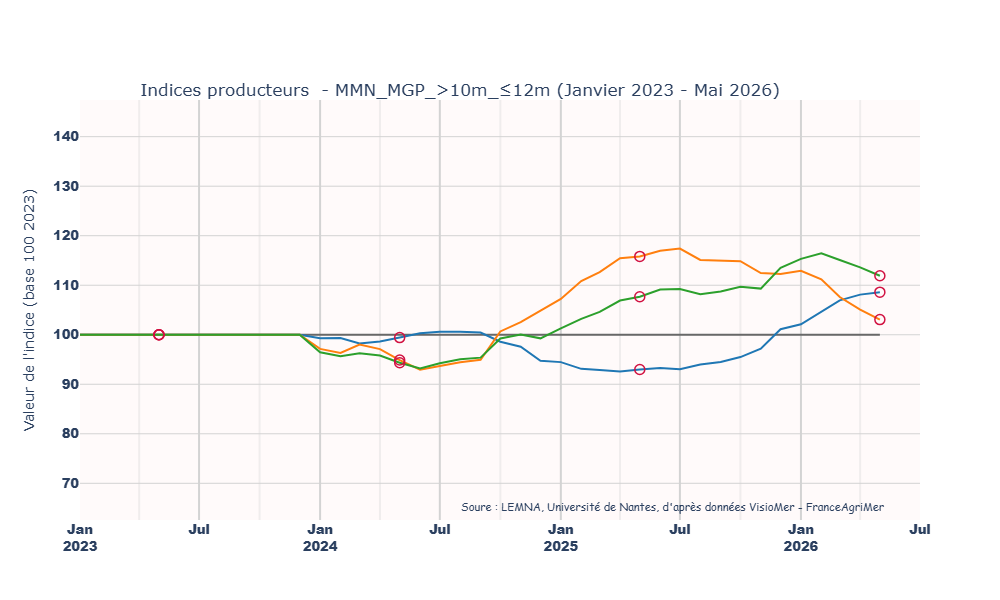 Indices producteurs - MMN_MGP_>10m_≤12m (Janvier 2023 - Mai 2026)
Valeur de l'indice (base 100 2023)
140
130
120
110
100
90
80
70
Soure : LEMNA, Université de Nantes, d'après données VisioMer - FranceAgriMer
Jan Jul Jan Jul Jan Jul Jan Jul
2023 2024 2025 2026